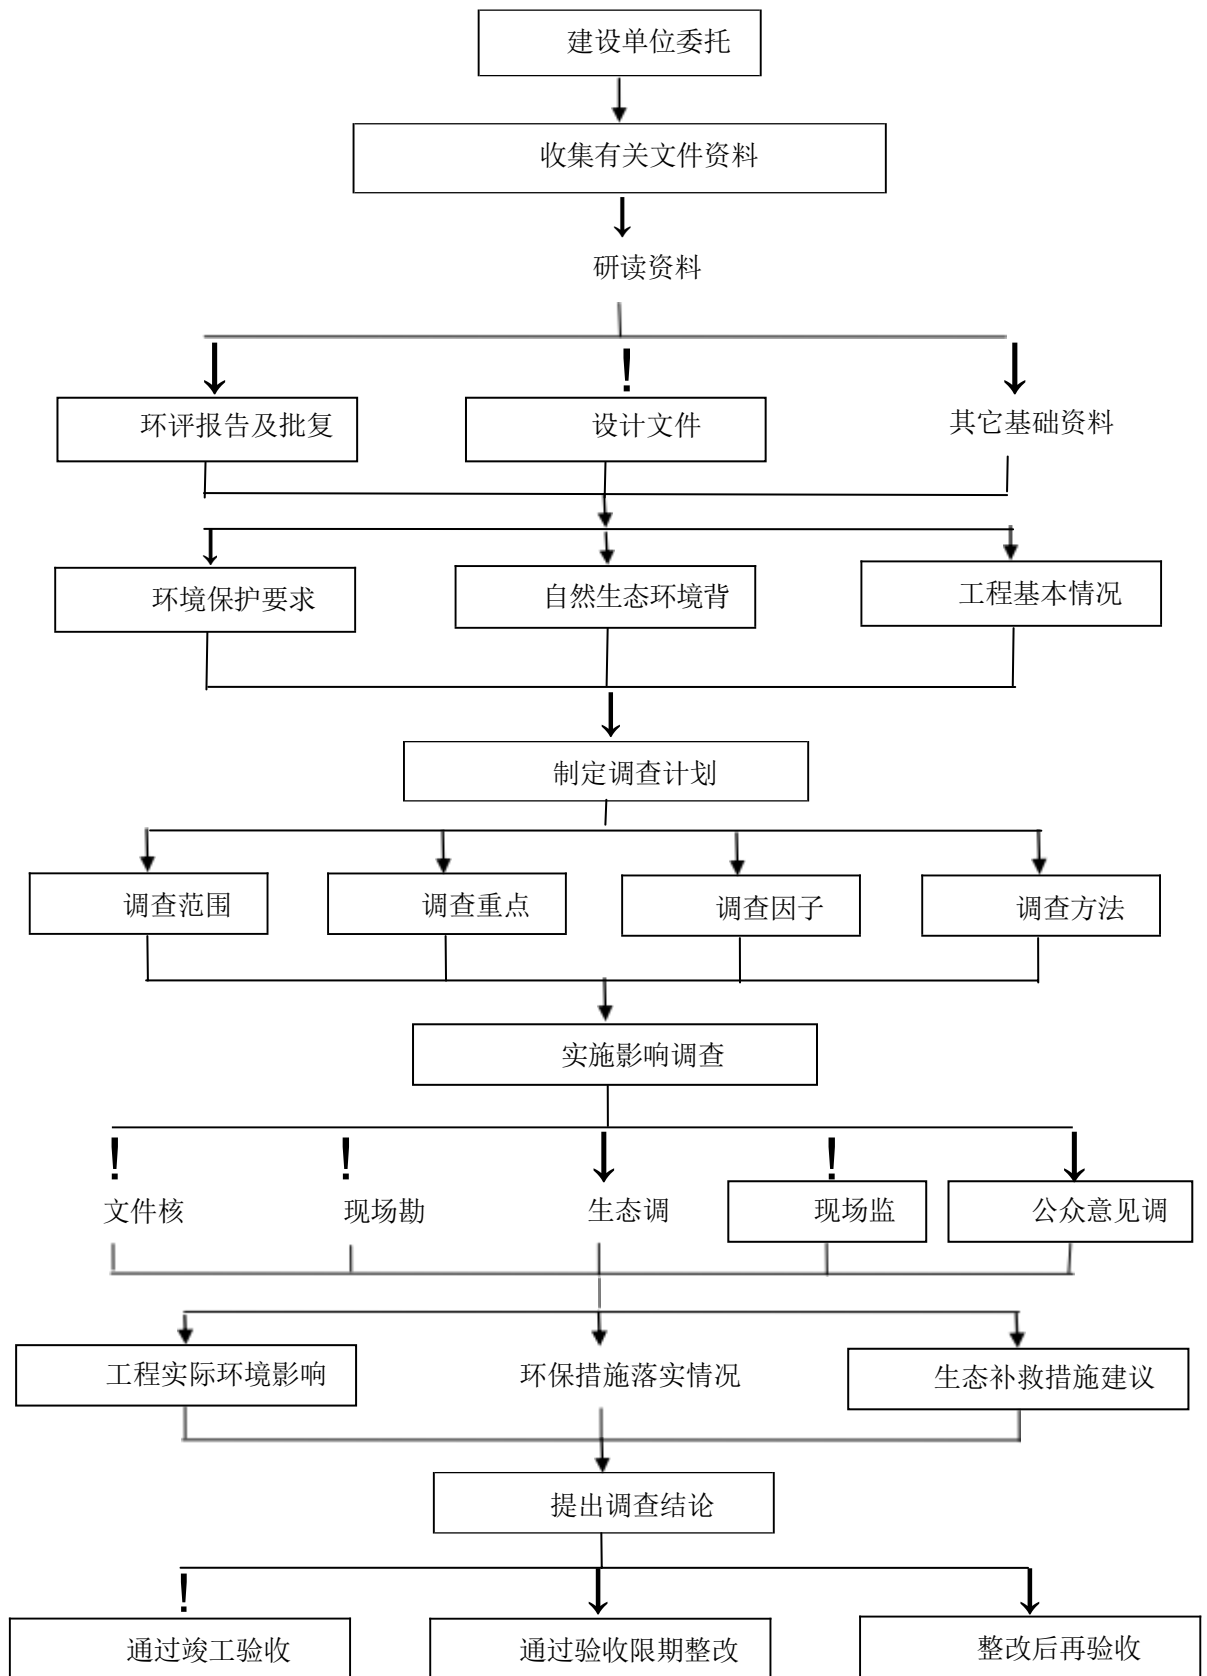 建设单位委托
收集有关文件资料
研读资料
环评报告及批复
设计文件
其它基础资料
环境保护要求
自然生态环境背
工程基本情况
制定调查计划
调查范围
调查重点
调查因子
调查方法
实施影响调查
! ! !
文件核
现场勘
生态调
现场监
公众意见调
工程实际环境影响
环保措施落实情况
生态补救措施建议
提出调查结论
!
通过竣工验收
通过验收限期整改
整改后再验收